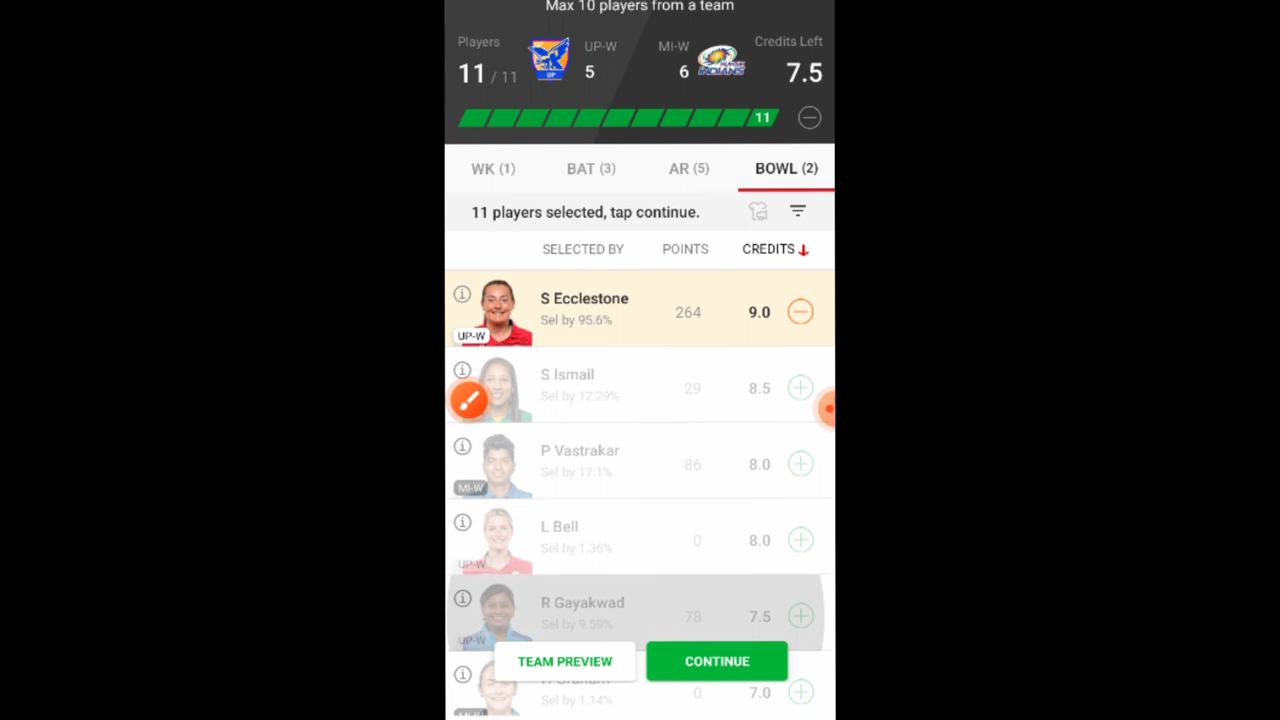 Max 10 players from a team
Players UP-W MI-W Credits Left
11 / 11 UP 5 6 INDIANS 7.5
11
WK (1) BAT (3) AR (5) BOWL (2)
11 players selected, tap continue.
SELECTED BY POINTS CREDITS
S Ecclestone
Sel by 95.6% 264 9.0
UP-W
S Ismail
Sel by 12.29% 29 8.5
P Vastrakar
Sel by 17.1% 86 8.0
MI-W
L Bell
Sel by 1.36% 0 8.0
UP-W
R Gayakwad
Sel by 9.59% 78 7.5
UP-W
TEAM PREVIEW CONTINUE
Sel by 1.14% 0 7.0